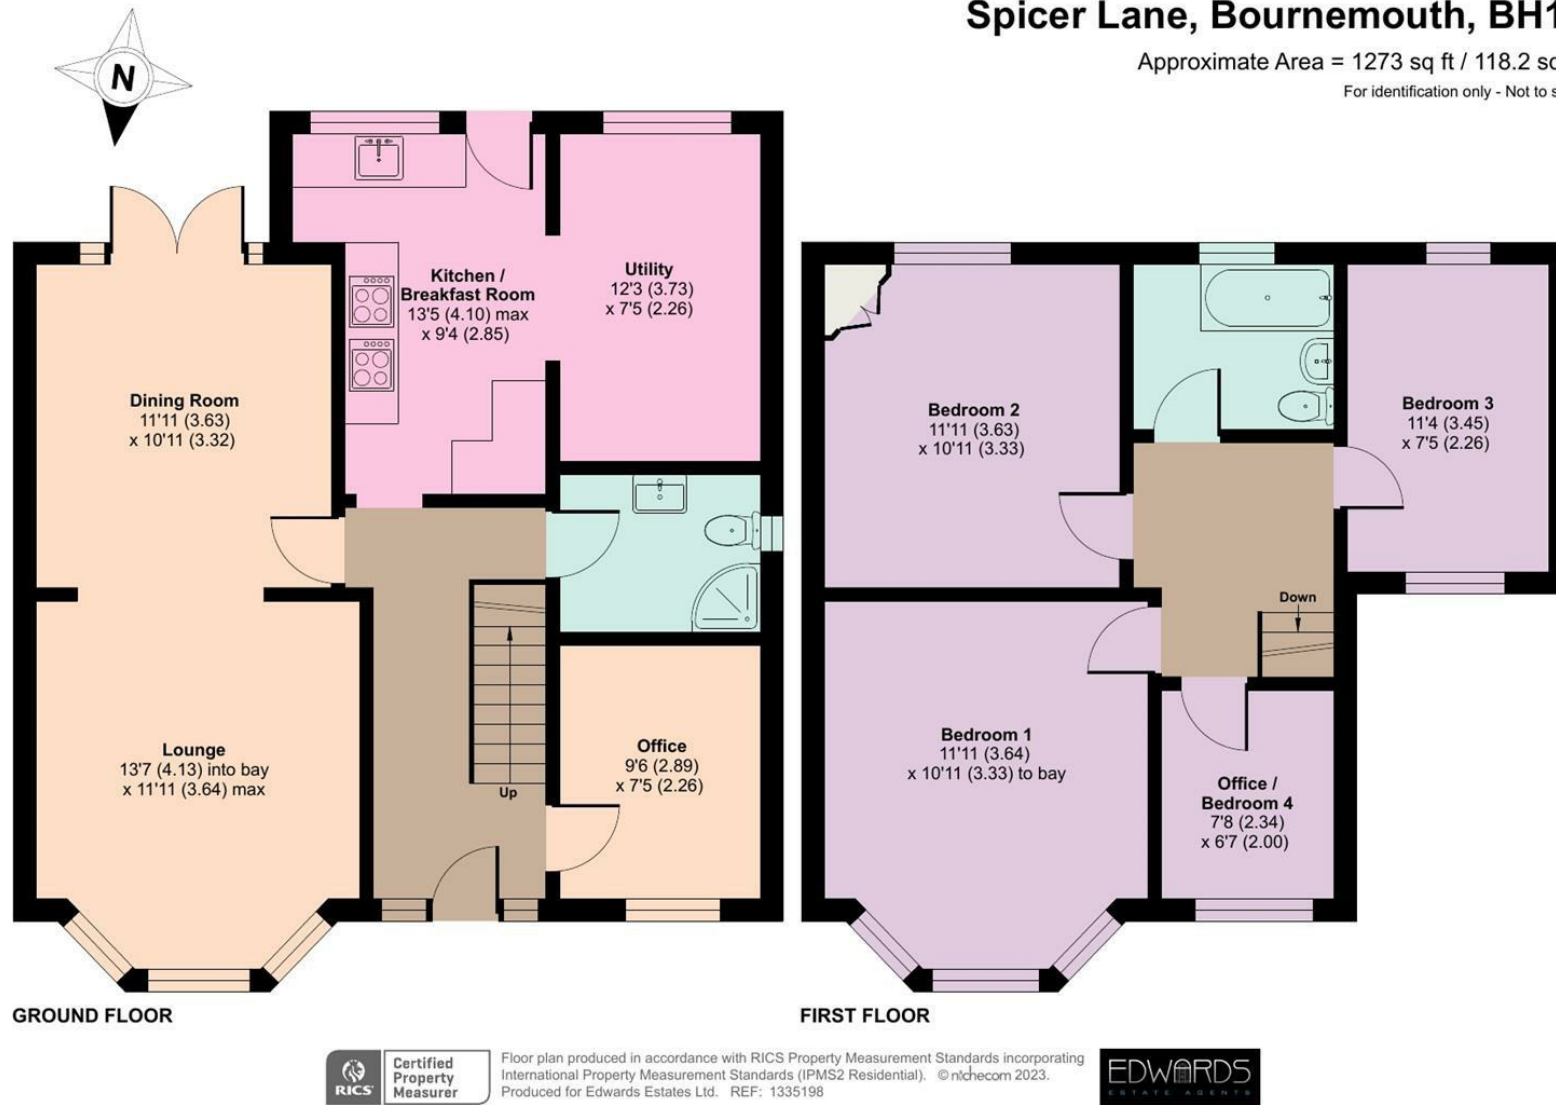 Spicer Lane, Bournemouth, BH1
Approximate Area = 1273 sq ft / 118.2 sq
For identification only - Not to s
N
Kitchen /
Breakfast Room
13'5 (4.10) max
x 9'4 (2.85)
Utility
12'3 (3.73)
x 7'5 (2.26)
Dining Room
11'11 (3.63)
x 10'11 (3.32)
Lounge
13'7 (4.13) into bay
x 11'11 (3.64) max
Up
Office
9'6 (2.89)
x 7'5 (2.26)
GROUND FLOOR
Bedroom 2
11'11 (3.63)
x 10'11 (3.33)
Bedroom 3
11'4 (3.45)
x 7'5 (2.26)
Down
Bedroom 1
11'11 (3.64)
x 10'11 (3.33) to bay
Office /
Bedroom 4
7'8 (2.34)
x 6'7 (2.00)
FIRST FLOOR
RICS
Certified
Property
Measurer
Floor plan produced in accordance with RICS Property Measurement Standards incorporating
International Property Measurement Standards (IPMS2 Residential). © nichecom 2023.
Produced for Edwards Estates Ltd. REF: 1335198
EDWARDS
ESTATE AGENTS